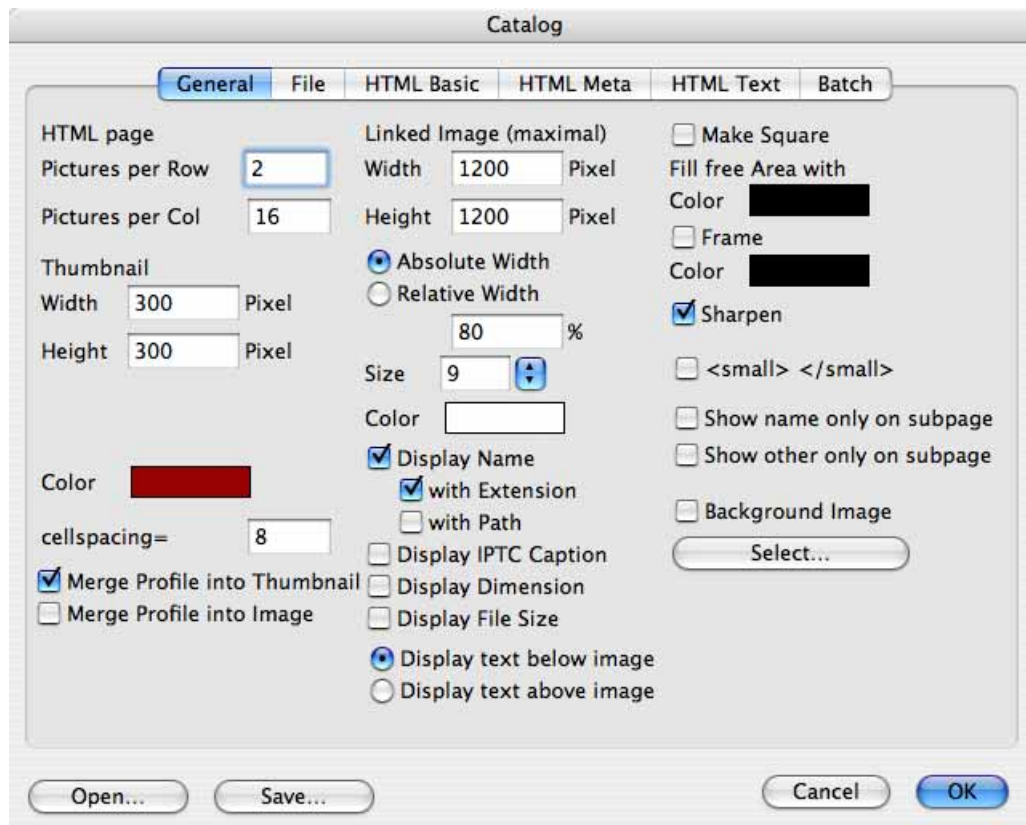 Catalog
General File HTML Basic HTML Meta HTML Text Batch
HTML page
Pictures per Row 2
Pictures per Col 16
Thumbnail
Width 300 Pixel
Height 300 Pixel
Color
cellspacing= 8
Merge Profile into Thumbnail
Merge Profile into Image
Linked Image (maximal)
Width 1200 Pixel
Height 1200 Pixel
Absolute Width
Relative Width
80 %
Size 9
Color
Display Name
with Extension
with Path
Display IPTC Caption
Display Dimension
Display File Size
Display text below image
Display text above image
Make Square
Fill free Area with
Color
Frame
Color
Sharpen
<small> </small>
Show name only on subpage
Show other only on subpage
Background Image
Select...
Open... Save... Cancel OK